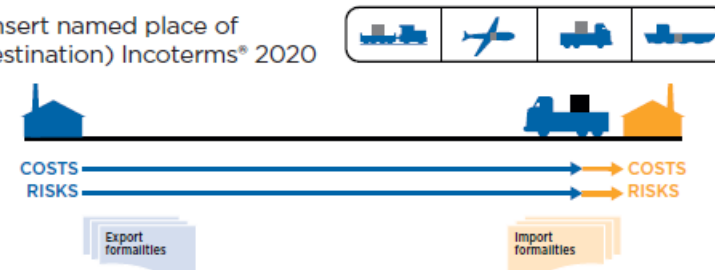 nsert named place of
estination) Incoterms® 2020
COSTS COSTS
RISKS RISKS
Export
formalities
Import
formalities